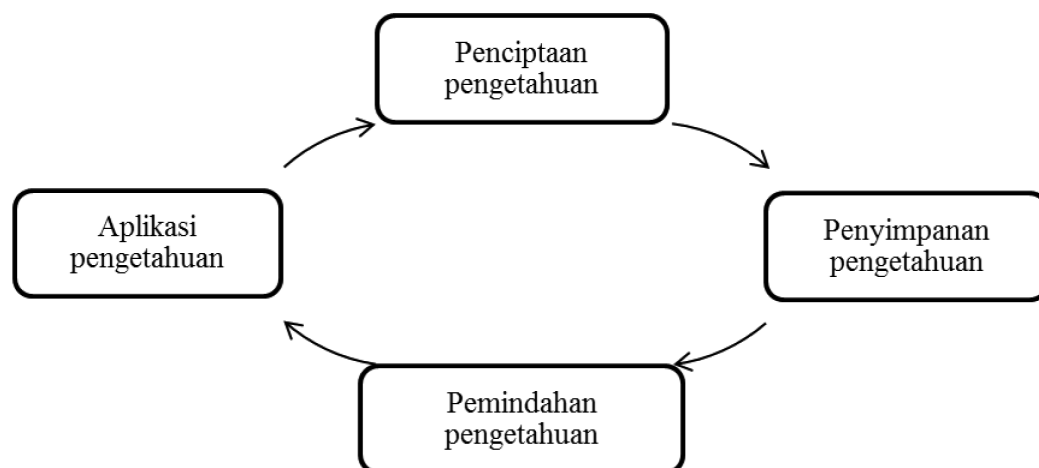 Penciptaan
pengetahuan
Aplikasi
pengetahuan
Penyimpanan
pengetahuan
Pemindahan
pengetahuan